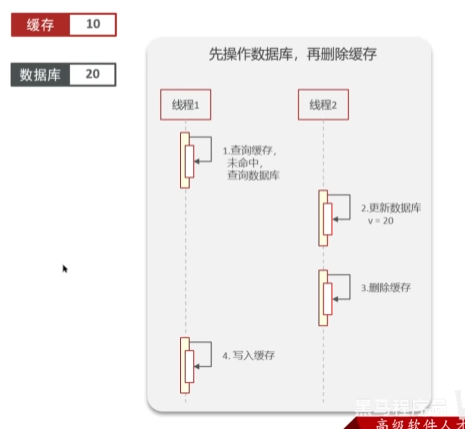 缓存 10
数据库 20
先操作数据库，再删除缓存
线程1 线程2
1.查询缓存，
未命中，
查询数据库
2.更新数据库
v = 20
3.删除缓存
4. 写入缓存
黑马程序员
高级软件人才